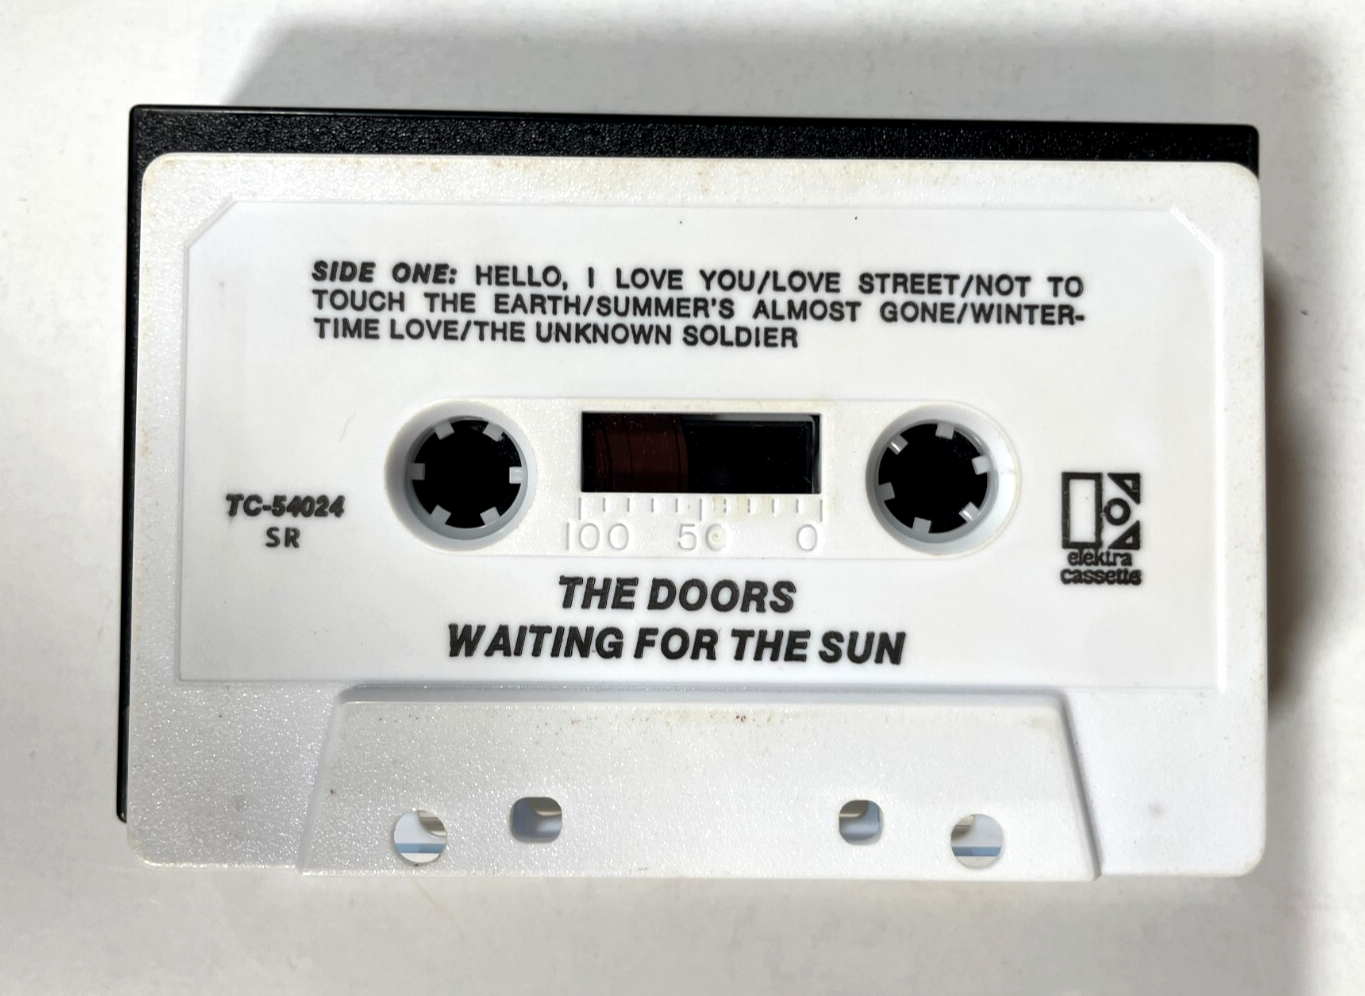 SIDE ONE: HELLO, I LOVE YOU/LOVE STREET/NOT TO
TOUCH THE EARTH/SUMMER'S ALMOST GONE/WINTER-
TIME LOVE/THE UNKNOWN SOLDIER
TC-54024
SR
100 50 0
elektra
cassette
THE DOORS
WAITING FOR THE SUN